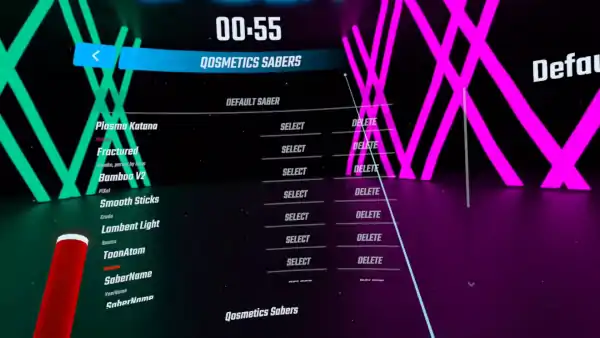 00:55
QOSMETICS SABERS
Defau
DEFAULT SABER
Plasma Katana
SELECT DELETE
Fractured
SELECT DELETE
Bamboo V2
SELECT DELETE
Smooth Sticks
SELECT DELETE
Lambent Light
SELECT DELETE
ToonAtom
SELECT DELETE
SaberName
SELECT DELETE
SaberName
Qosmetics Sabers